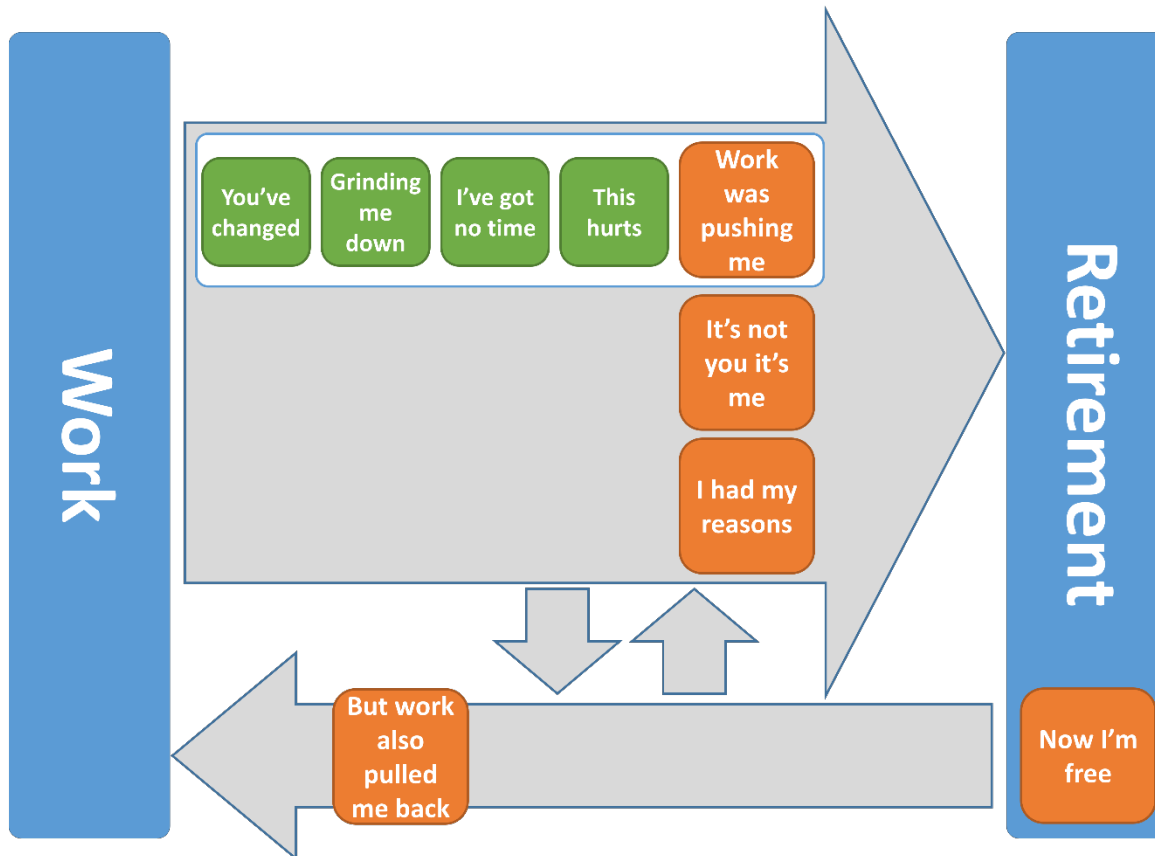 Work
You've
changed
Grinding
me
down
I've got
no time
This
hurts
Work
was
pushing
me
It's not
you it's
me
I had my
reasons
But work
also
pulled
me back
Retirement
Now I'm
free